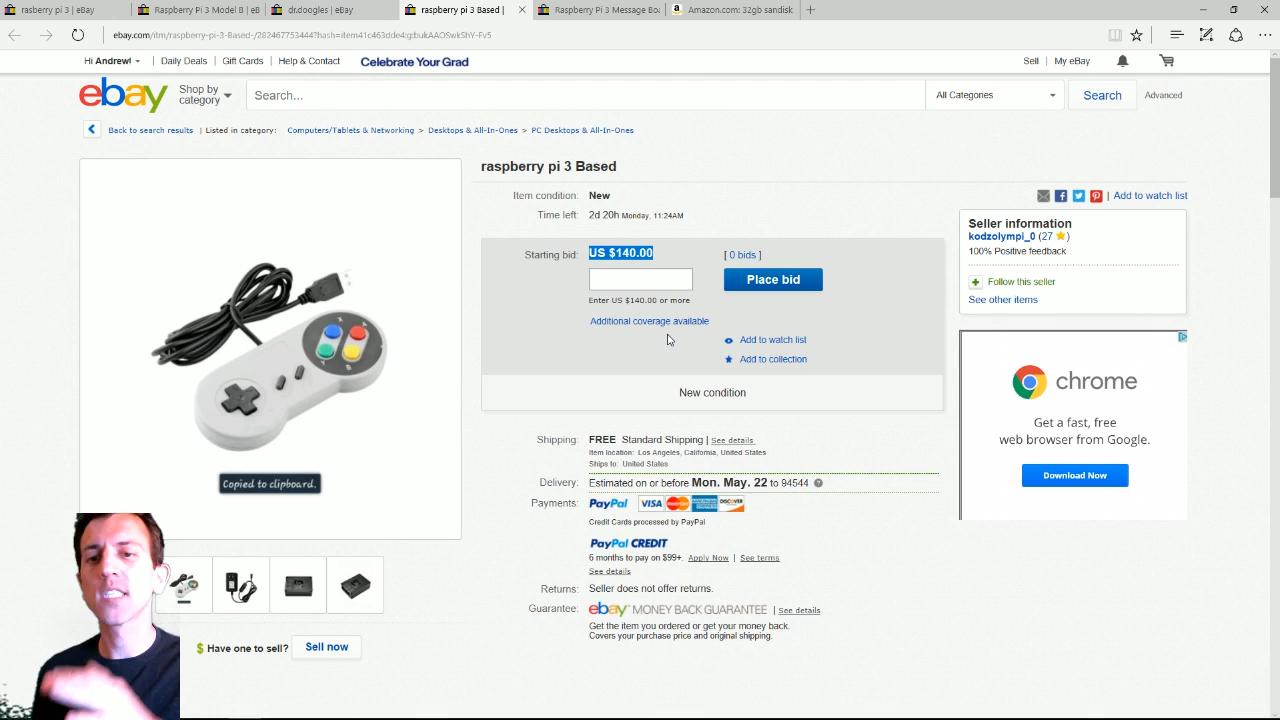 rasberry pi 3 | eBay
Raspberry Pi 3 Model B | eB
dr.doogles | eBay
raspberry pi 3 Based |
Raspberry Pi 3 Message Boa
Amazon.com: 32gb sandisk
ebay.com/itm/raspberry-pi-3-Based-/282467753444?hash=item41c463dde4:g:bukAAOSwkShY-Fv5
Hi Andrew! | Daily Deals | Gift Cards | Help & Contact Celebrate Your Grad
Sell | My eBay
ebay Shop by category Search... All Categories Search Advanced
Back to search results | Listed in category: Computers/Tablets & Networking > Desktops & All-In-Ones > PC Desktops & All-In-Ones
raspberry pi 3 Based
Item condition: New
Time left: 2d 20h Monday, 11:24AM
Starting bid: US $140.00 [ 0 bids ]
Place bid
Enter US $140.00 or more
Additional coverage available
Add to watch list
Add to collection
New condition
Shipping: FREE Standard Shipping | See details
Item location: Los Angeles, California, United States
Ships to: United States
Delivery: Estimated on or before Mon. May. 22 to 94544
Payments: PayPal VISA MasterCard DISCOVER
Credit Cards processed by PayPal
PayPal CREDIT
6 months to pay on $99+. Apply Now | See terms
See details
Returns: Seller does not offer returns.
Guarantee: ebay MONEY BACK GUARANTEE | See details
Get the item you ordered or get your money back.
Covers your purchase price and original shipping.
| Add to watch list
Seller information
kodzolympi_0 (27 )
100% Positive feedback
Follow this seller
See other items
chrome
Get a fast, free
web browser from Google.
Download Now
X
A
Y
B
Copied to clipboard.
Have one to sell? Sell now